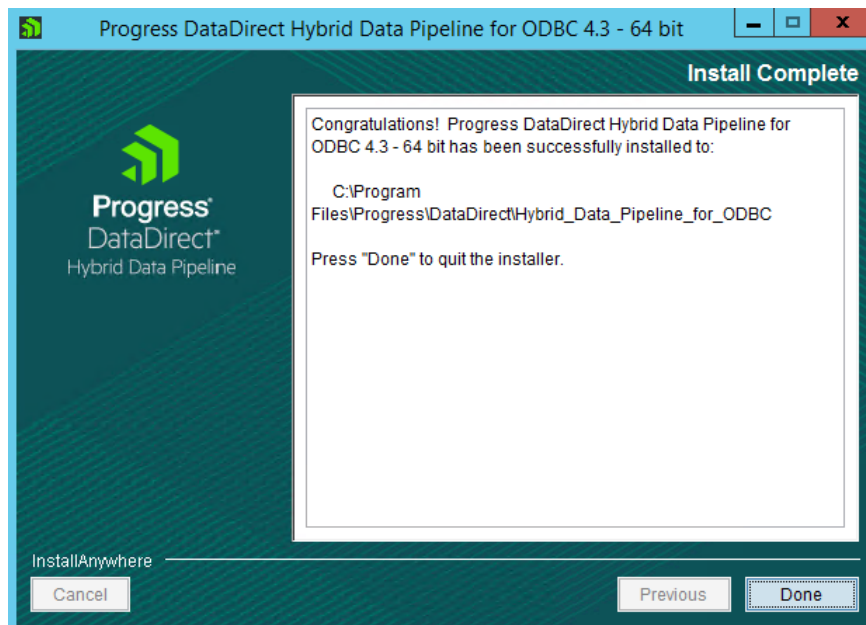 Progress DataDirect Hybrid Data Pipeline for ODBC 4.3 - 64 bit
Install Complete
Progress®
DataDirect®
Hybrid Data Pipeline
Congratulations! Progress DataDirect Hybrid Data Pipeline for
ODBC 4.3 - 64 bit has been successfully installed to:
C:\Program
Files\Progress\DataDirect\Hybrid_Data_Pipeline_for_ODBC
Press "Done" to quit the installer.
InstallAnywhere
Cancel
Previous
Done